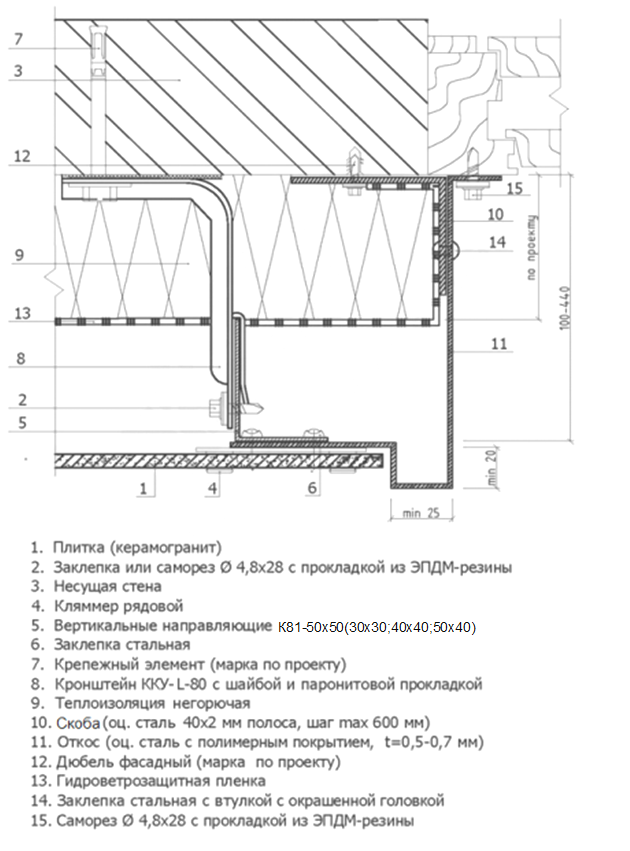 7
3
12
15
10
14
9
по проекту
100-440
13
11
8
2
5
1
4
6
min 20
min 25
1. Плитка (керамогранит)
2. Заклепка или саморез Ø 4,8х28 с прокладкой из ЭПДМ-резины
3. Несущая стена
4. Кляммер рядовой
5. Вертикальные направляющие К81-50х50(30х30;40х40;50х40)
6. Заклепка стальная
7. Крепежный элемент (марка по проекту)
8. Кронштейн ККУ-L-80 с шайбой и паронитовой прокладкой
9. Теплоизоляция негорючая
10. Скоба (оц. сталь 40х2 мм полоса, шаг max 600 мм)
11. Откос (оц. сталь с полимерным покрытием, t=0,5-0,7 мм)
12. Дюбель фасадный (марка по проекту)
13. Гидроветрозащитная пленка
14. Заклепка стальная с втулкой с окрашенной головкой
15. Саморез Ø 4,8х28 с прокладкой из ЭПДМ-резины